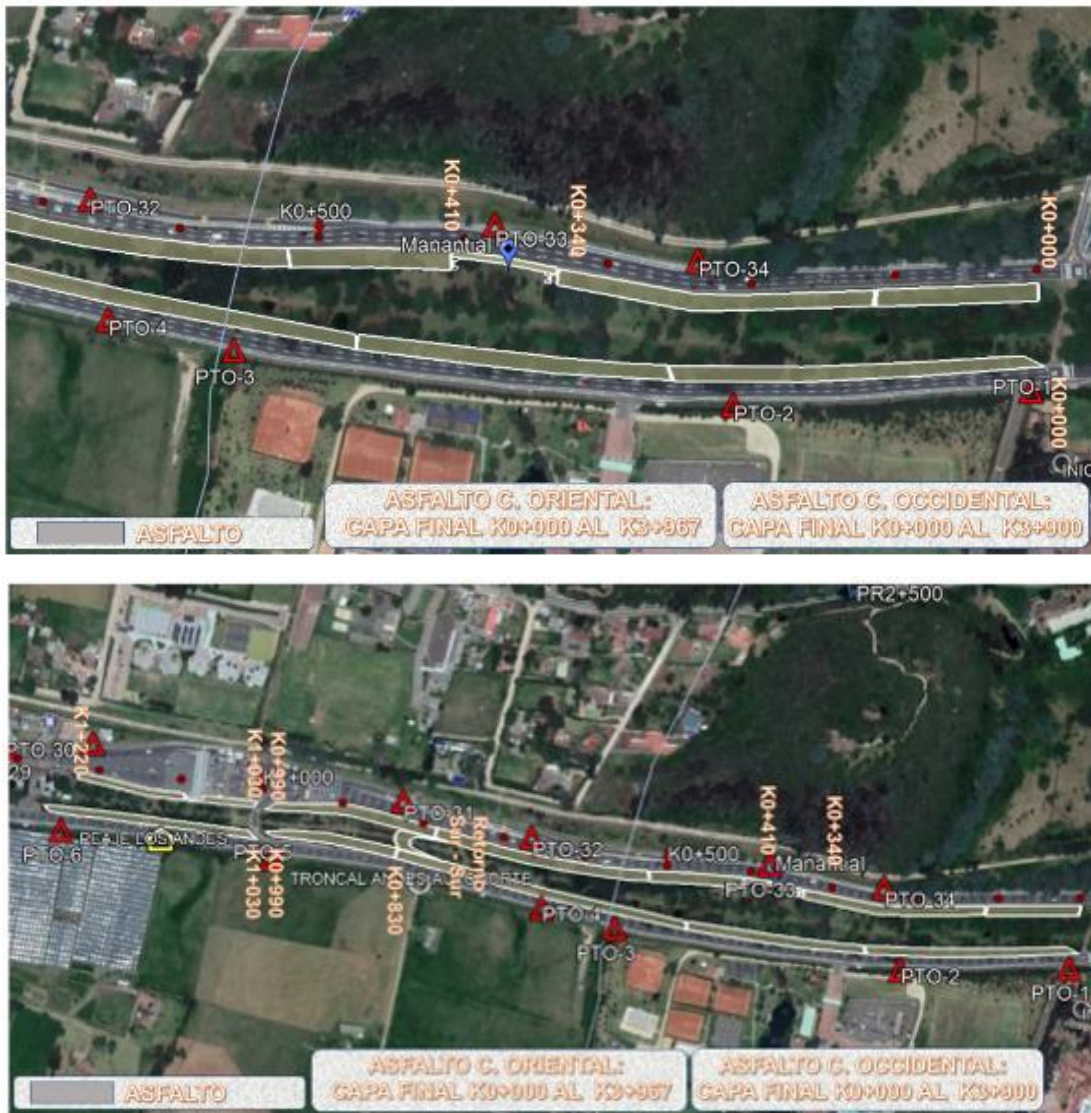 K0+410
K0+340
K0+000
PTO-32
K0+500
PTO-33
Manantial
PTO-34
PTO-4
PTO-3
PTO-2
PTO-1
K0+000
INIC
ASFALTO
ASFALTO C. ORIENTAL:
CAPA FINAL K0+000 AL K3+967
ASFALTO C. OCCIDENTAL:
CAPA FINAL K0+000 AL K3+900
PR2+500
K1+220
PTO-30
29
K1+030
K0+990
PTO-31
Retorno
Sur - Sur
PTO-32
K0+500
K0+410
Manantial
K0+340
PTO-33
PTO-34
PEAJE LOS ANDES
PTO-6
K1+030
K0+990
TRONCAL ANDES
K0+830
PTO-4
PTO-3
PTO-2
PTO-1
ASFALTO
ASFALTO C. ORIENTAL:
CAPA FINAL K0+000 AL K3+967
ASFALTO C. OCCIDENTAL:
CAPA FINAL K0+000 AL K3+900